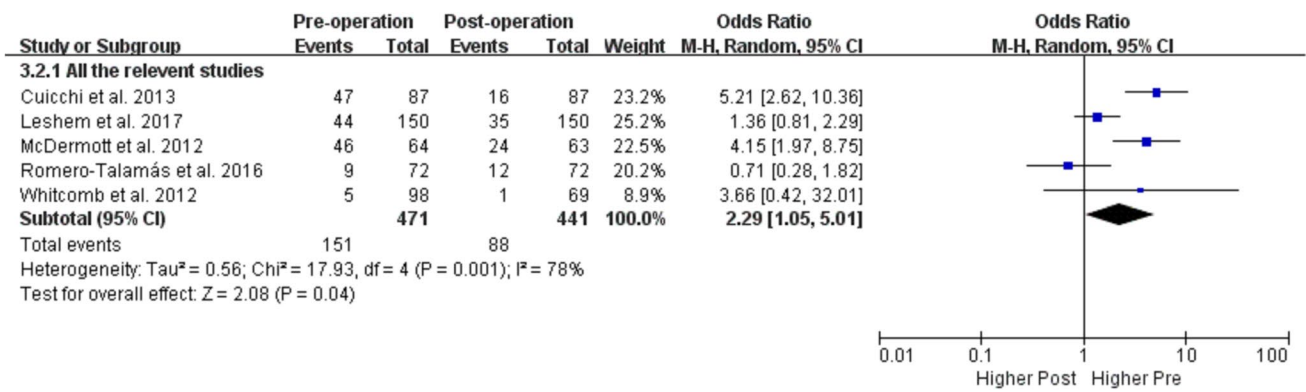 Pre-operation Post-operation Odds Ratio Odds Ratio
Study or Subgroup Events Total Events Total Weight M-H, Random, 95% CI M-H, Random, 95% CI
3.2.1 All the relevent studies
Cuicchi et al. 2013 47 87 16 87 23.2% 5.21 [2.62, 10.36]
Leshem et al. 2017 44 150 35 150 25.2% 1.36 [0.81, 2.29]
McDermott et al. 2012 46 64 24 63 22.5% 4.15 [1.97, 8.75]
Romero-Talamás et al. 2016 9 72 12 72 20.2% 0.71 [0.28, 1.82]
Whitcomb et al. 2012 5 98 1 69 8.9% 3.66 [0.42, 32.01]
Subtotal (95% CI) 471 441 100.0% 2.29 [1.05, 5.01]
Total events 151 88
Heterogeneity: Tau² = 0.56; Chi² = 17.93, df = 4 (P = 0.001); I² = 78%
Test for overall effect: Z = 2.08 (P = 0.04)
0.01 0.1 1 10 100
Higher Post Higher Pre